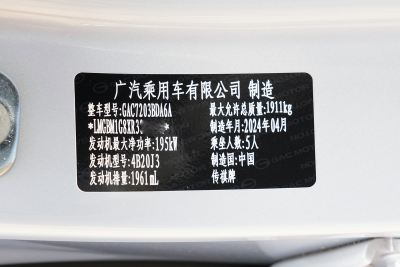 广汽乘用车有限公司 制造
整车型号:GAC7203BDA6A 最大允许总质量:1911kg
*LMGBM1G8XR3C * 制造年月:2024年04月
发动机最大净功率:195kW 乘坐人数:5人
发动机型号:4B20J3 制造国:中国
发动机排量:1961mL 传祺牌